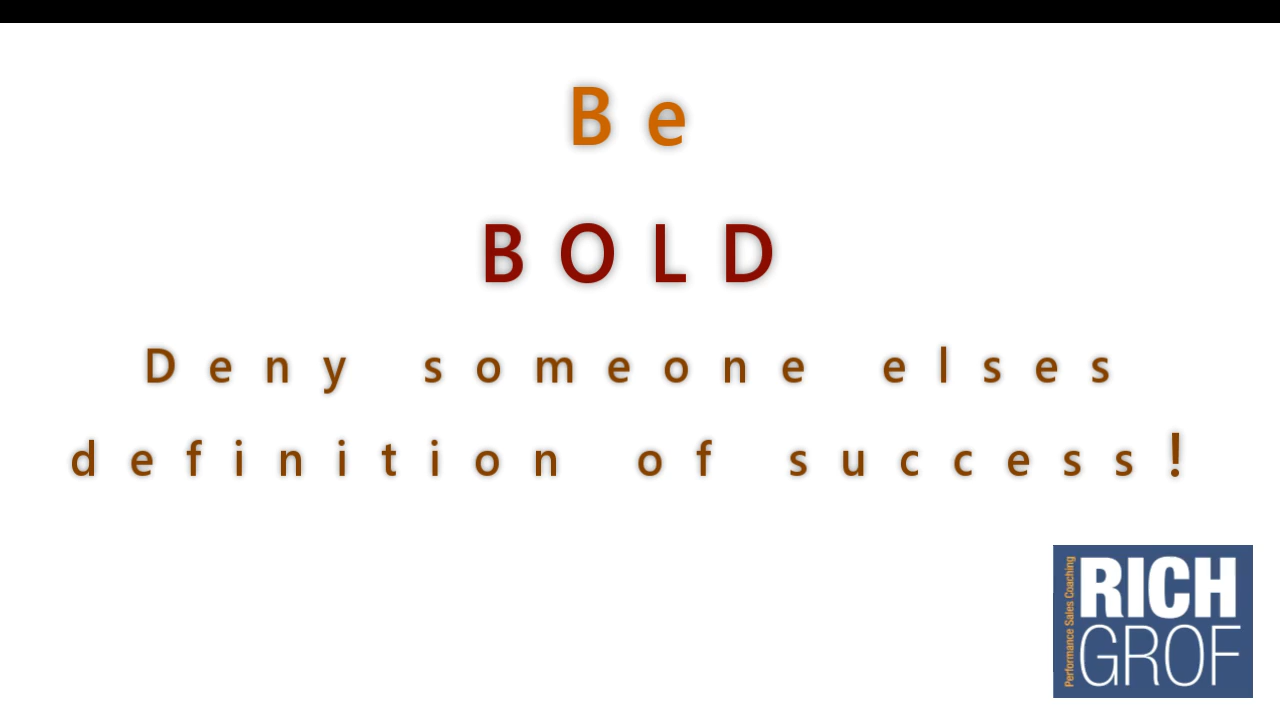 Be
BOLD
Deny someone elses
definition of success!
Performance Sales Coaching
RICH
GROF